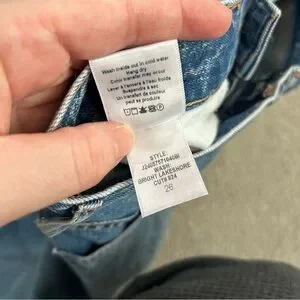 Wash inside out in cold water
Hang dry
Color transfer may occur
Laver à l'envers à l'eau froide
Suspendre à sec
Un transfert de couleur
peut se produire
STYLE:
WASH:
BRIGHT LAKESHORE
CUT# 824
26